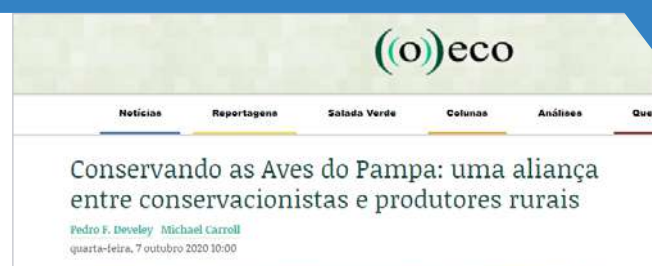 ((o))eco
Notícias Reportagens Salada Verde Colunas Análises Que
Conservando as Aves do Pampa: uma aliança
entre conservacionistas e produtores rurais
Pedro F. Develey Michael Carroll
quarta-feira, 7 outubro 2020 10:00